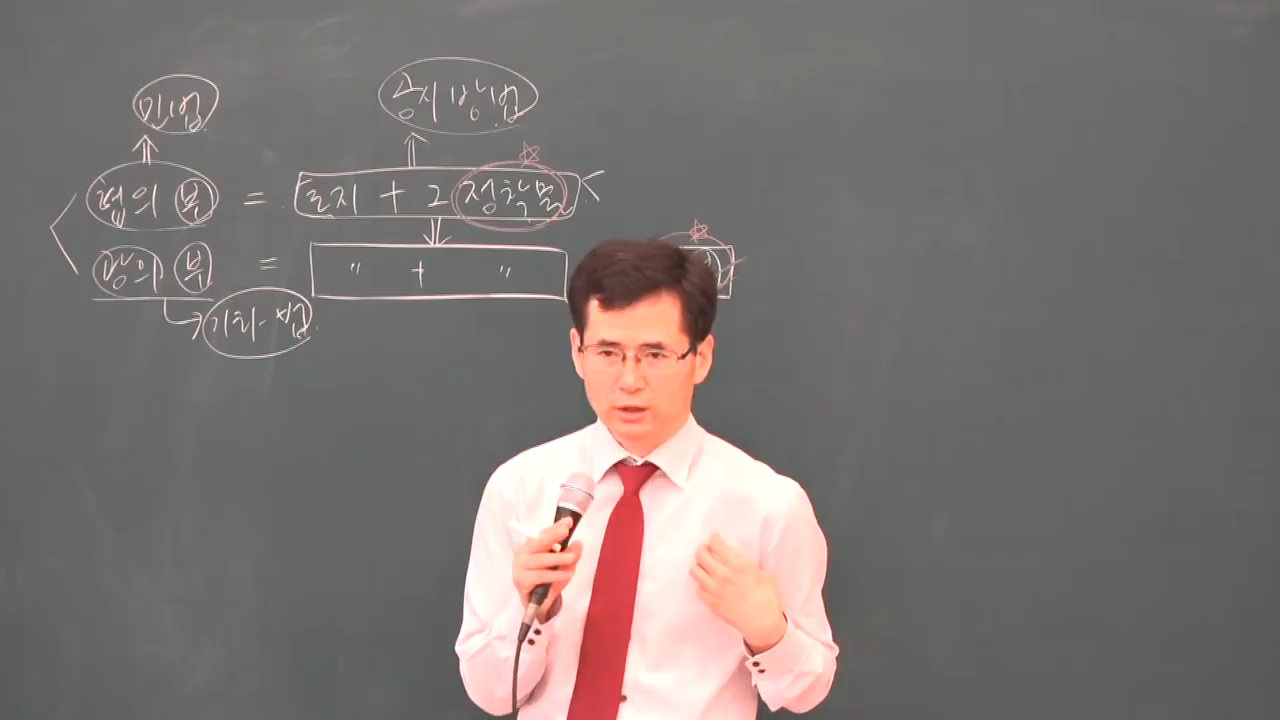 민법 공시방법
협의 부 = 토지 + 그 정착물
광의 부 = 〃 + 〃
기타 법